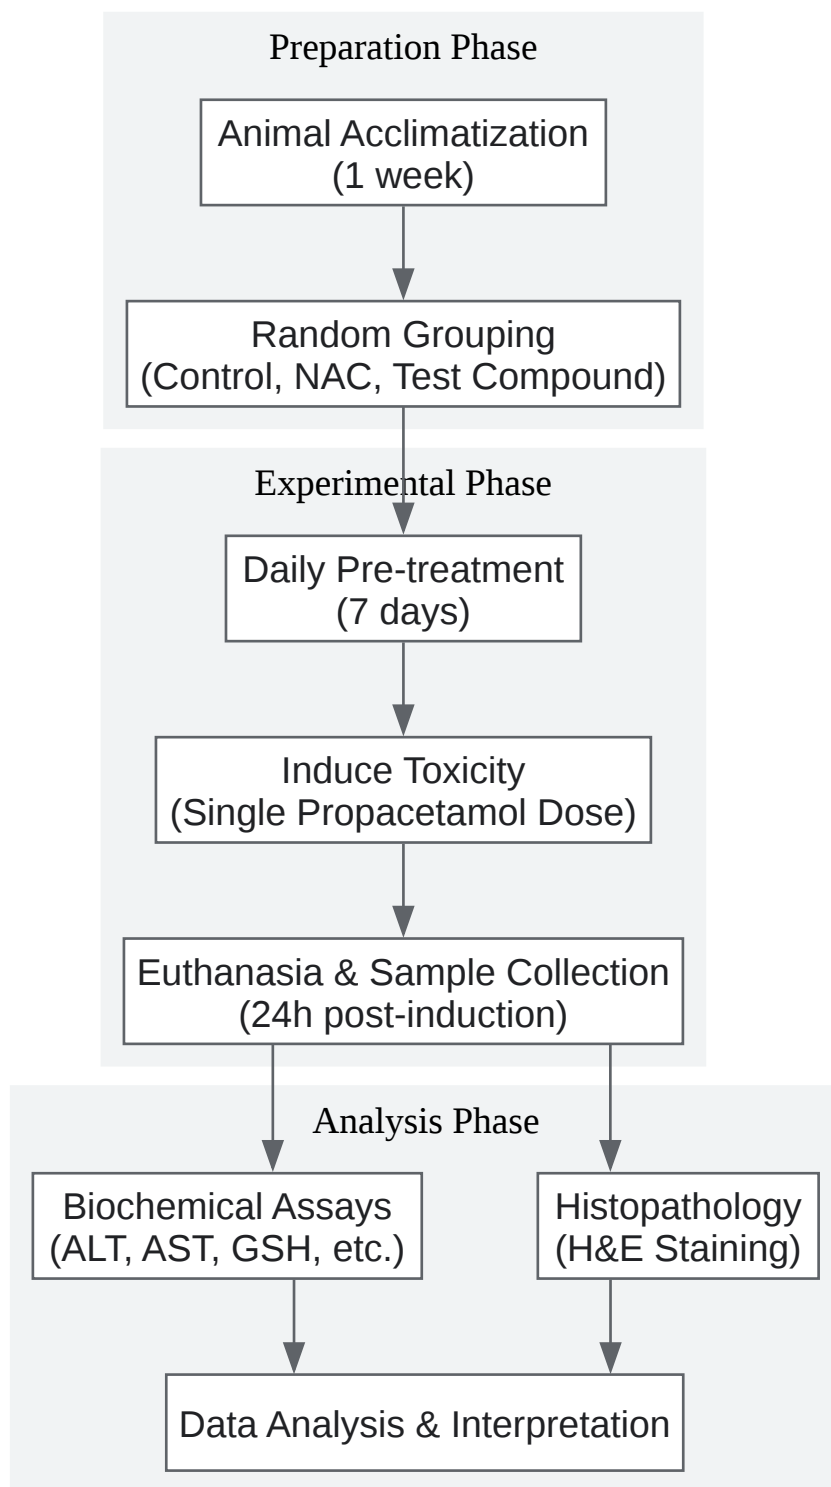 Preparation Phase
Animal Acclimatization
(1 week)
Random Grouping
(Control, NAC, Test Compound)
Experimental Phase
Daily Pre-treatment
(7 days)
Induce Toxicity
(Single Propacetamol Dose)
Euthanasia & Sample Collection
(24h post-induction)
Analysis Phase
Biochemical Assays
(ALT, AST, GSH, etc.)
Histopathology
(H&E Staining)
Data Analysis & Interpretation